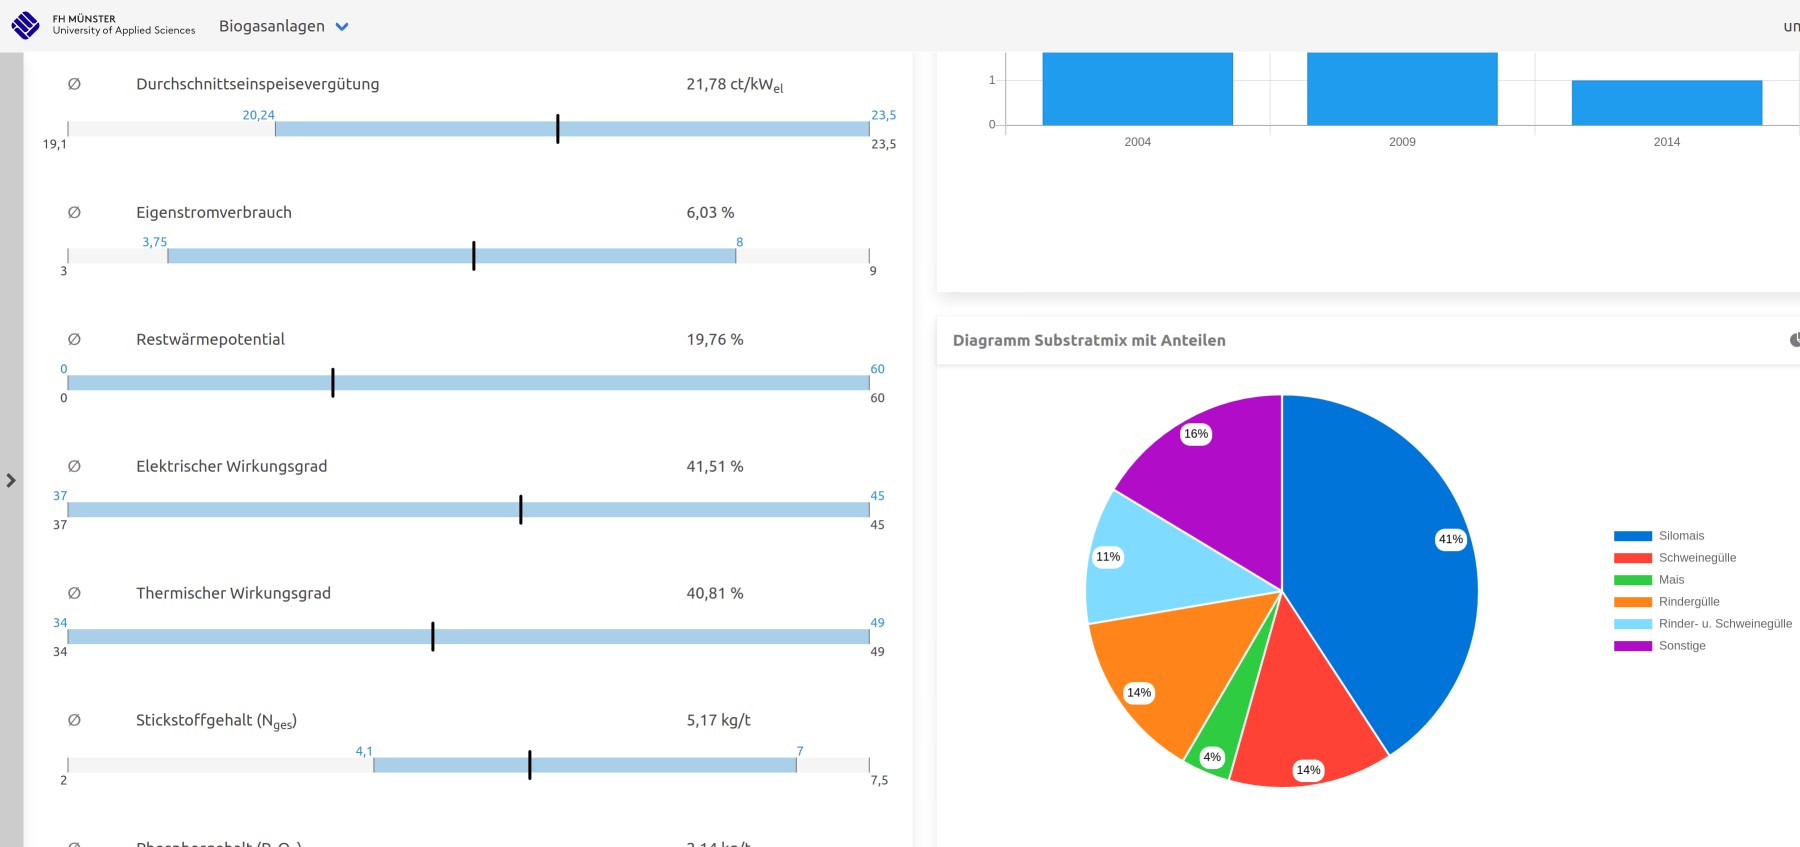 FH MÜNSTER
University of Applied Sciences
Biogasanlagen
un
Ø Durchschnittseinspeisevergütung 21,78 ct/kWel
20,24 23,5
19,1 23,5
Ø Eigenstromverbrauch 6,03 %
3,75 8
3 9
Ø Restwärmepotential 19,76 %
0 60
0 60
Ø Elektrischer Wirkungsgrad 41,51 %
37 45
37 45
Ø Thermischer Wirkungsgrad 40,81 %
34 49
34 49
Ø Stickstoffgehalt (Nges) 5,17 kg/t
4,1 7
2 7,5
1
0
2004 2009 2014
Diagramm Substratmix mit Anteilen
16%
41%
11%
14%
4%
14%
Silomais
Schweinegülle
Mais
Rindergülle
Rinder- u. Schweinegülle
Sonstige